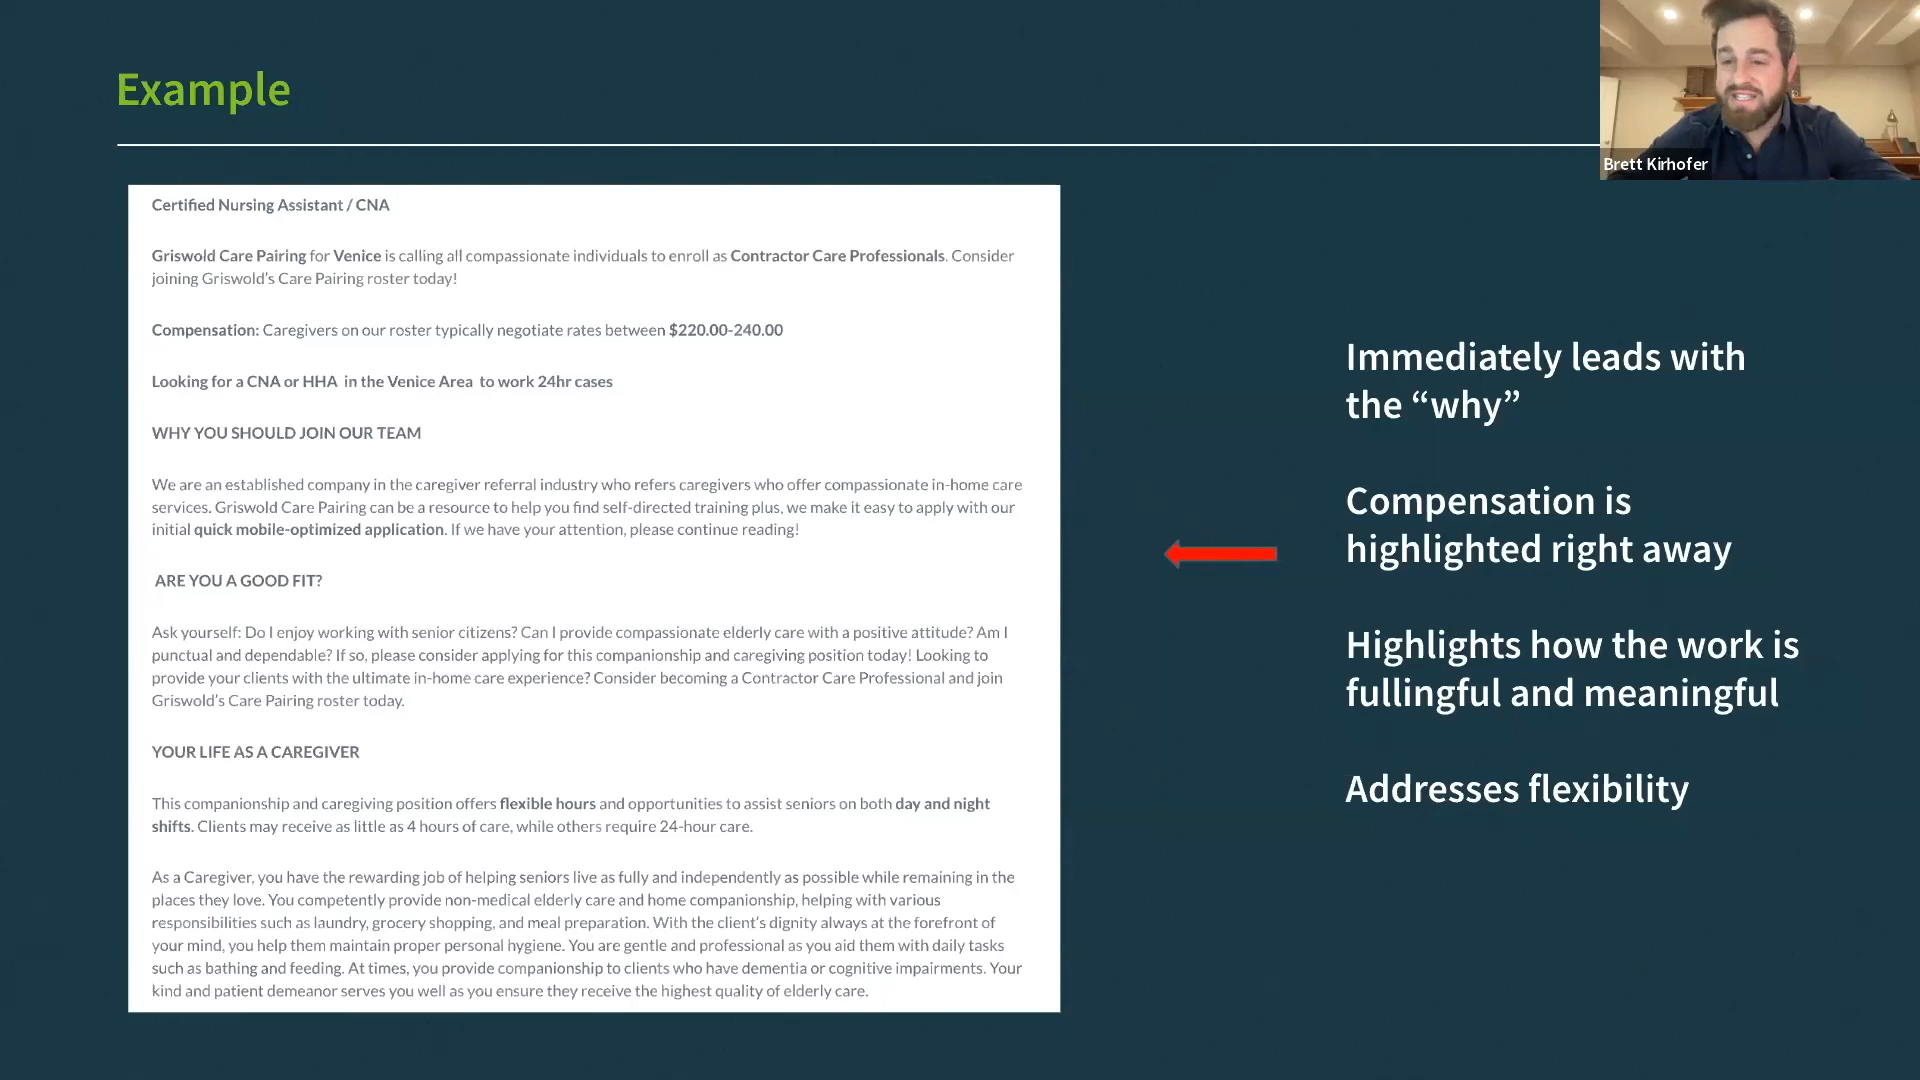 Example
Brett Kirhofer
Certified Nursing Assistant / CNA
Griswold Care Pairing for Venice is calling all compassionate individuals to enroll as Contractor Care Professionals. Consider
joining Griswold's Care Pairing roster today!
Compensation: Caregivers on our roster typically negotiate rates between $220.00-240.00
Looking for a CNA or HHA in the Venice Area to work 24hr cases
WHY YOU SHOULD JOIN OUR TEAM
We are an established company in the caregiver referral industry who refers caregivers who offer compassionate in-home care
services. Griswold Care Pairing can be a resource to help you find self-directed training plus, we make it easy to apply with our
initial quick mobile-optimized application. If we have your attention, please continue reading!
ARE YOU A GOOD FIT?
Ask yourself: Do I enjoy working with senior citizens? Can I provide compassionate elderly care with a positive attitude? Am I
punctual and dependable? If so, please consider applying for this companionship and caregiving position today! Looking to
provide your clients with the ultimate in-home care experience? Consider becoming a Contractor Care Professional and join
Griswold's Care Pairing roster today.
YOUR LIFE AS A CAREGIVER
This companionship and caregiving position offers flexible hours and opportunities to assist seniors on both day and night
shifts. Clients may receive as little as 4 hours of care, while others require 24-hour care.
As a Caregiver, you have the rewarding job of helping seniors live as fully and independently as possible while remaining in the
places they love. You competently provide non-medical elderly care and home companionship, helping with various
responsibilities such as laundry, grocery shopping, and meal preparation. With the client's dignity always at the forefront of
your mind, you help them maintain proper personal hygiene. You are gentle and professional as you aid them with daily tasks
such as bathing and feeding. At times, you provide companionship to clients who have dementia or cognitive impairments. Your
kind and patient demeanor serves you well as you ensure they receive the highest quality of elderly care.
Immediately leads with
the “why”
Compensation is
highlighted right away
Highlights how the work is
fullingful and meaningful
Addresses flexibility